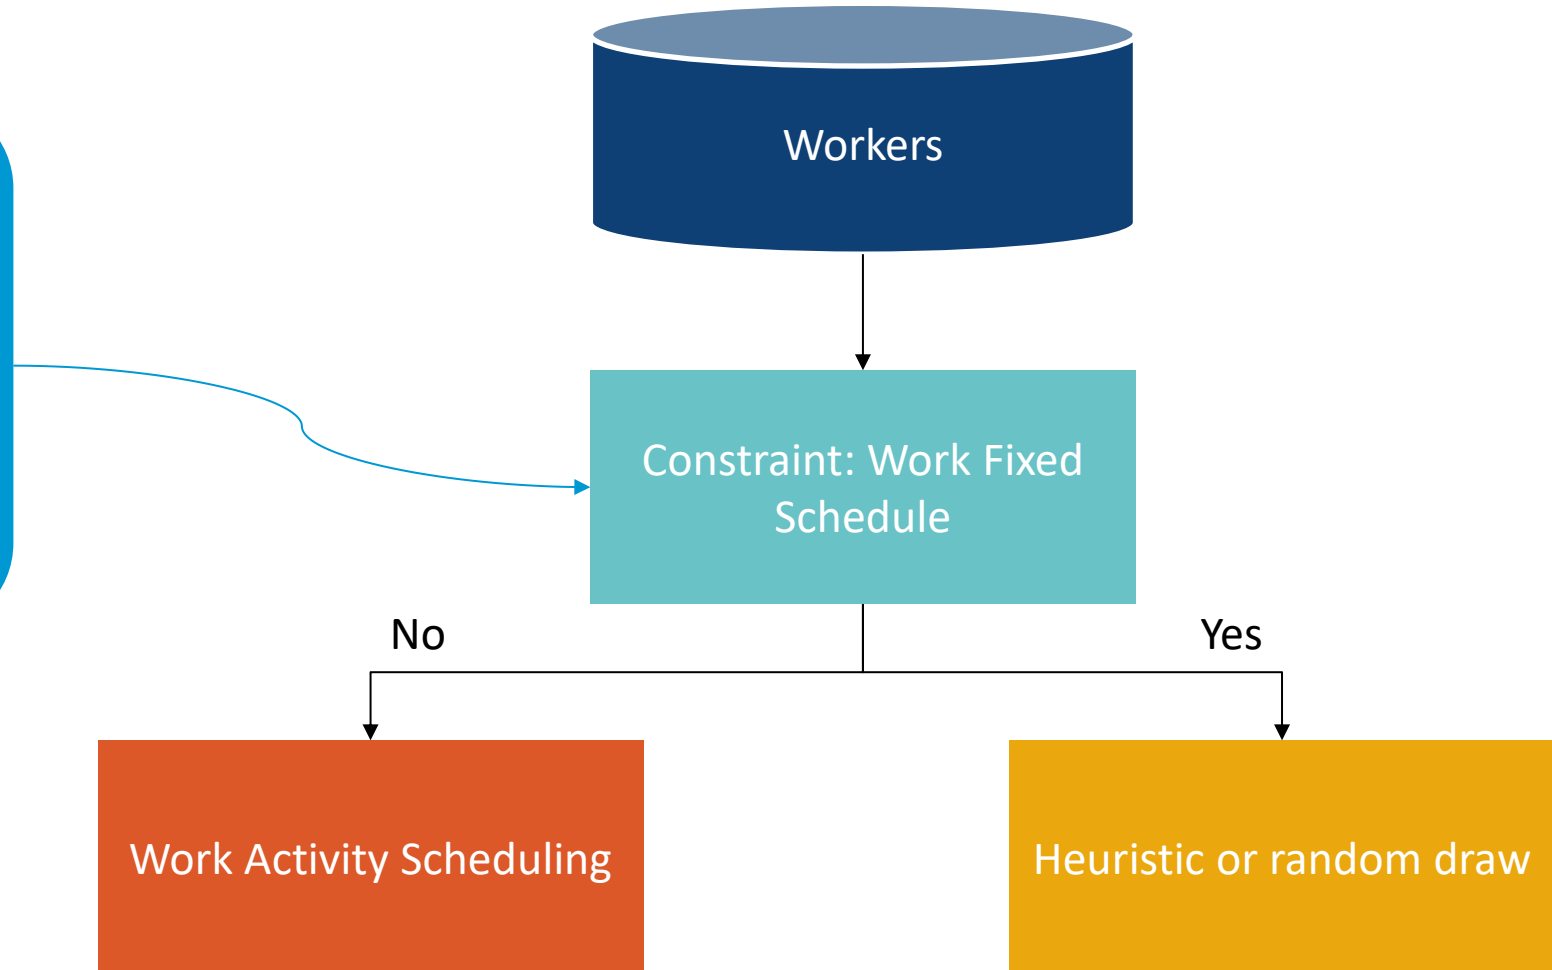 Workers
Constraint: Work Fixed
Schedule
No
Yes
Work Activity Scheduling
Heuristic or random draw